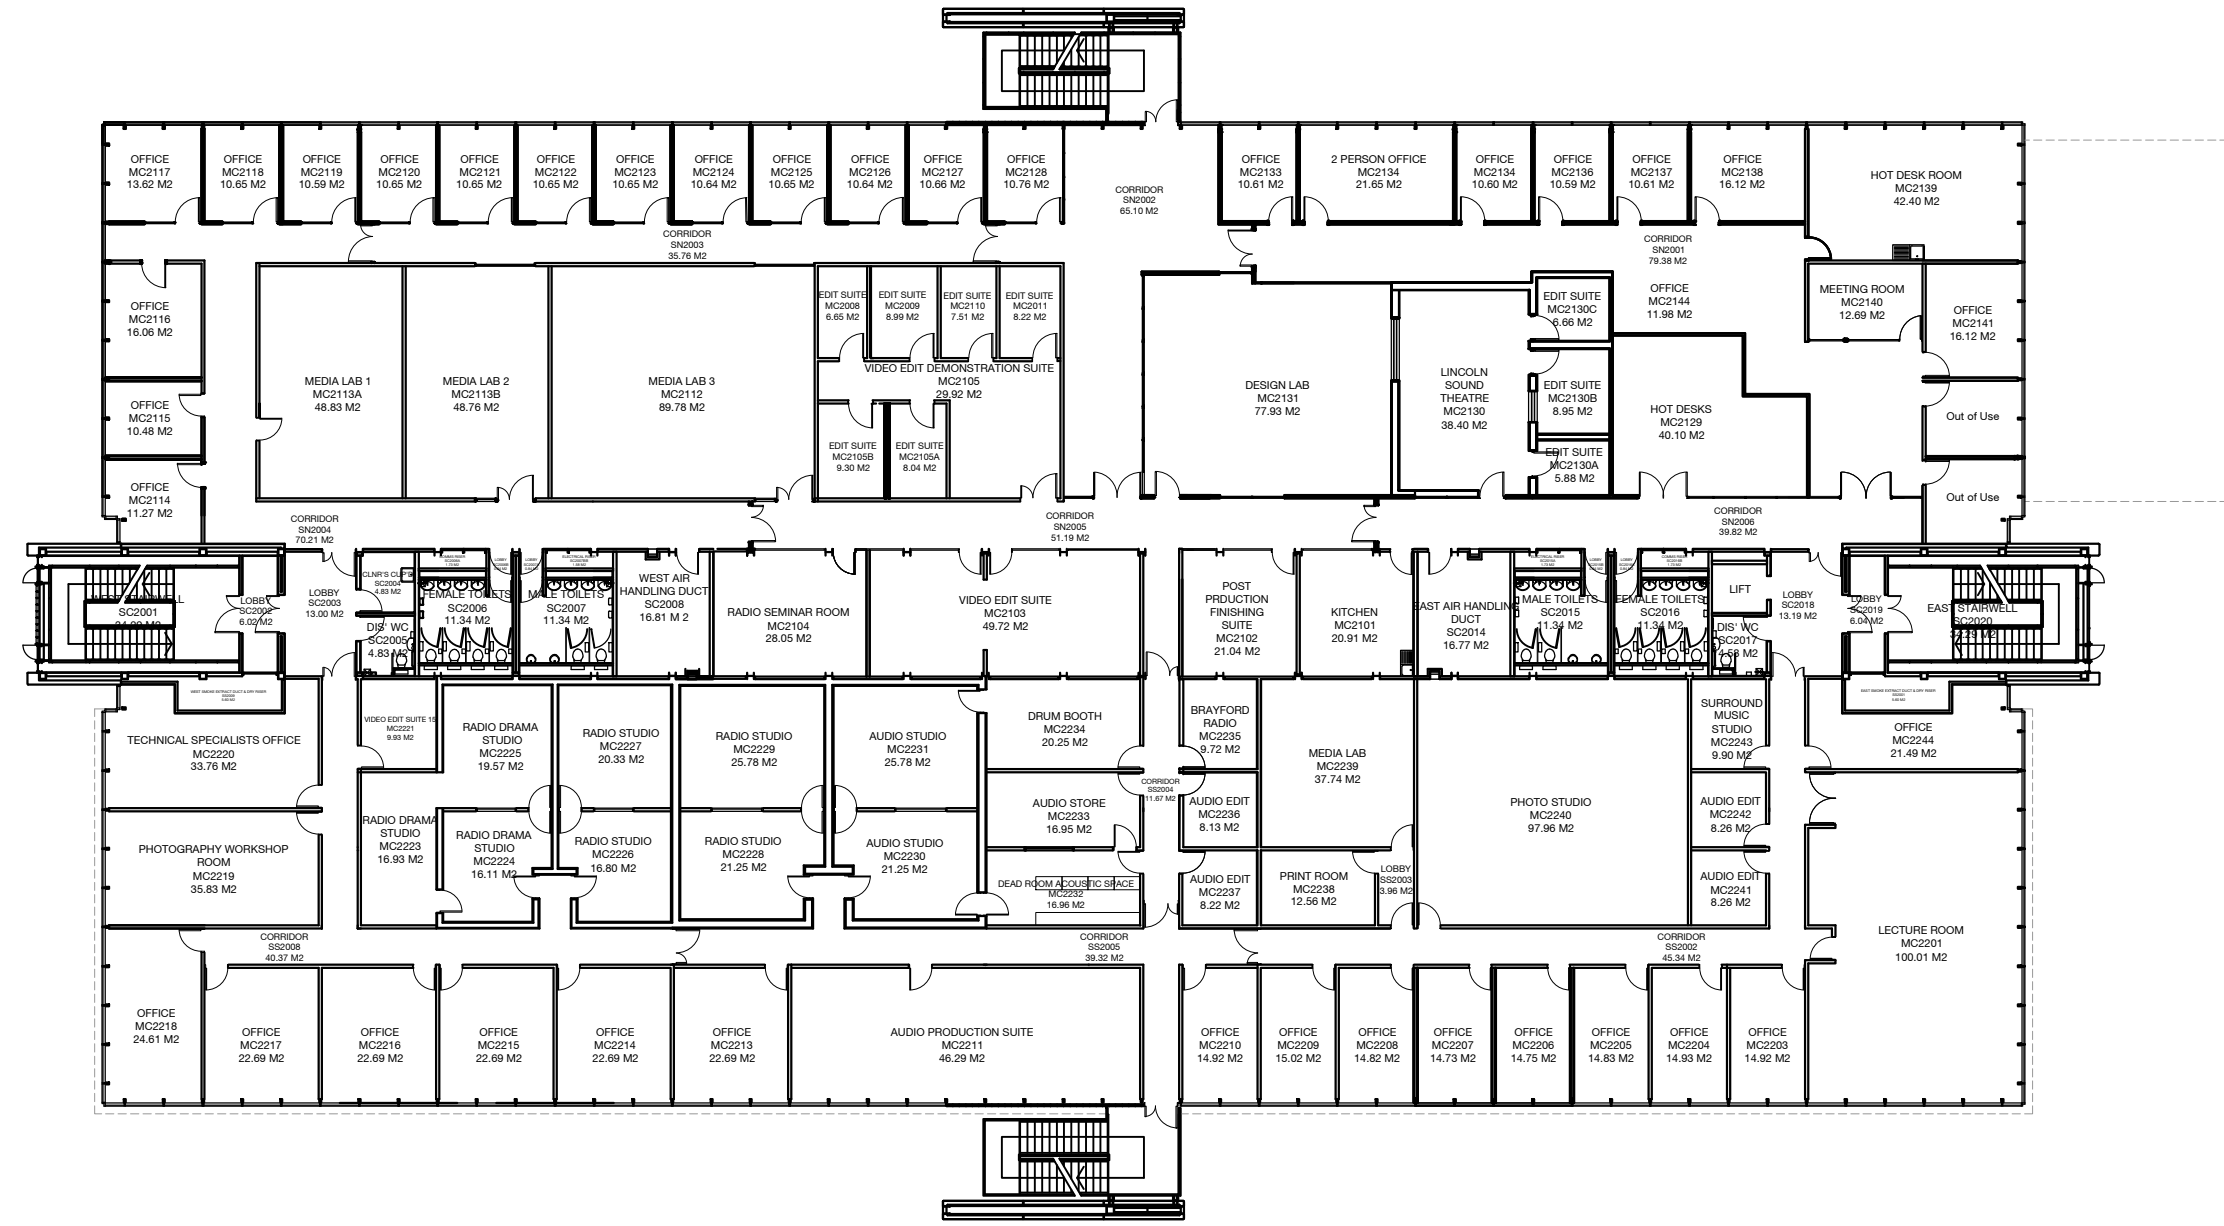 OFFICE
MC2117
13.62 M2
OFFICE
MC2118
10.65 M2
OFFICE
MC2119
10.59 M2
OFFICE
MC2120
10.65 M2
OFFICE
MC2121
10.65 M2
OFFICE
MC2122
10.65 M2
OFFICE
MC2123
10.65 M2
OFFICE
MC2124
10.64 M2
OFFICE
MC2125
10.65 M2
OFFICE
MC2126
10.64 M2
OFFICE
MC2127
10.66 M2
OFFICE
MC2128
10.76 M2
CORRIDOR
SN2002
65.10 M2
OFFICE
MC2133
10.61 M2
2 PERSON OFFICE
MC2134
21.65 M2
OFFICE
MC2134
10.60 M2
OFFICE
MC2136
10.59 M2
OFFICE
MC2137
10.61 M2
OFFICE
MC2138
16.12 M2
HOT DESK ROOM
MC2139
42.40 M2
CORRIDOR
SN2003
35.76 M2
CORRIDOR
SN2001
79.38 M2
OFFICE
MC2116
16.06 M2
OFFICE
MC2115
10.48 M2
OFFICE
MC2114
11.27 M2
MEDIA LAB 1
MC2113A
48.83 M2
MEDIA LAB 2
MC2113B
48.76 M2
MEDIA LAB 3
MC2112
89.78 M2
EDIT SUITE
MC2008
6.65 M2
EDIT SUITE
MC2009
8.99 M2
EDIT SUITE
MC2110
7.51 M2
EDIT SUITE
MC2011
8.22 M2
VIDEO EDIT DEMONSTRATION SUITE
MC2105
29.92 M2
EDIT SUITE
MC2105B
9.30 M2
EDIT SUITE
MC2105A
8.04 M2
DESIGN LAB
MC2131
77.93 M2
LINCOLN
SOUND
THEATRE
MC2130
38.40 M2
EDIT SUITE
MC2130C
6.66 M2
EDIT SUITE
MC2130B
8.95 M2
EDIT SUITE
MC2130A
5.88 M2
OFFICE
MC2144
11.98 M2
HOT DESKS
MC2129
40.10 M2
MEETING ROOM
MC2140
12.69 M2
OFFICE
MC2141
16.12 M2
Out of Use
Out of Use
CORRIDOR
SN2004
70.21 M2
CORRIDOR
SN2005
51.19 M2
CORRIDOR
SN2006
39.82 M2
SC2001
LOBBY
SC2002
6.02 M2
LOBBY
SC2003
13.00 M2
CLNR'S CUP'D
SC2004
4.83 M2
DIS' WC
SC2005
4.83 M2
FEMALE TOILETS
SC2006
11.34 M2
MALE TOILETS
SC2007
11.34 M2
WEST AIR
HANDLING DUCT
SC2008
16.81 M 2
RADIO SEMINAR ROOM
MC2104
28.05 M2
VIDEO EDIT SUITE
MC2103
49.72 M2
POST
PRDUCTION
FINISHING
SUITE
MC2102
21.04 M2
KITCHEN
MC2101
20.91 M2
EAST AIR HANDLING
DUCT
SC2014
16.77 M2
MALE TOILETS
SC2015
11.34 M2
FEMALE TOILETS
SC2016
11.34 M2
LIFT
DIS' WC
SC2017
4.58 M2
LOBBY
SC2018
13.19 M2
LOBBY
SC2019
6.04 M2
EAST STAIRWELL
SC2020
34.29 M2
WEST SMOKE EXTRACT DUCT & DRY RISER
TECHNICAL SPECIALISTS OFFICE
MC2220
33.76 M2
PHOTOGRAPHY WORKSHOP
ROOM
MC2219
35.83 M2
VIDEO EDIT SUITE 15
MC2221
9.93 M2
RADIO DRAMA
STUDIO
MC2223
16.93 M2
RADIO DRAMA
STUDIO
MC2225
19.57 M2
RADIO DRAMA
STUDIO
MC2224
16.11 M2
RADIO STUDIO
MC2227
20.33 M2
RADIO STUDIO
MC2226
16.80 M2
RADIO STUDIO
MC2229
25.78 M2
RADIO STUDIO
MC2228
21.25 M2
AUDIO STUDIO
MC2231
25.78 M2
AUDIO STUDIO
MC2230
21.25 M2
DRUM BOOTH
MC2234
20.25 M2
AUDIO STORE
MC2233
16.95 M2
DEAD ROOM ACOUSTIC SPACE
MC2232
16.96 M2
CORRIDOR
SS2004
11.67 M2
BRAYFORD
RADIO
MC2235
9.72 M2
AUDIO EDIT
MC2236
8.13 M2
AUDIO EDIT
MC2237
8.22 M2
MEDIA LAB
MC2239
37.74 M2
PRINT ROOM
MC2238
12.56 M2
LOBBY
SS2003
3.96 M2
PHOTO STUDIO
MC2240
97.96 M2
SURROUND
MUSIC
STUDIO
MC2243
9.90 M2
AUDIO EDIT
MC2242
8.26 M2
AUDIO EDIT
MC2241
8.26 M2
EAST SMOKE EXTRACT DUCT & DRY RISER
OFFICE
MC2244
21.49 M2
LECTURE ROOM
MC2201
100.01 M2
CORRIDOR
SS2008
40.37 M2
CORRIDOR
SS2005
39.32 M2
CORRIDOR
SS2002
45.34 M2
OFFICE
MC2218
24.61 M2
OFFICE
MC2217
22.69 M2
OFFICE
MC2216
22.69 M2
OFFICE
MC2215
22.69 M2
OFFICE
MC2214
22.69 M2
OFFICE
MC2213
22.69 M2
AUDIO PRODUCTION SUITE
MC2211
46.29 M2
OFFICE
MC2210
14.92 M2
OFFICE
MC2209
15.02 M2
OFFICE
MC2208
14.82 M2
OFFICE
MC2207
14.73 M2
OFFICE
MC2206
14.75 M2
OFFICE
MC2205
14.83 M2
OFFICE
MC2204
14.93 M2
OFFICE
MC2203
14.92 M2